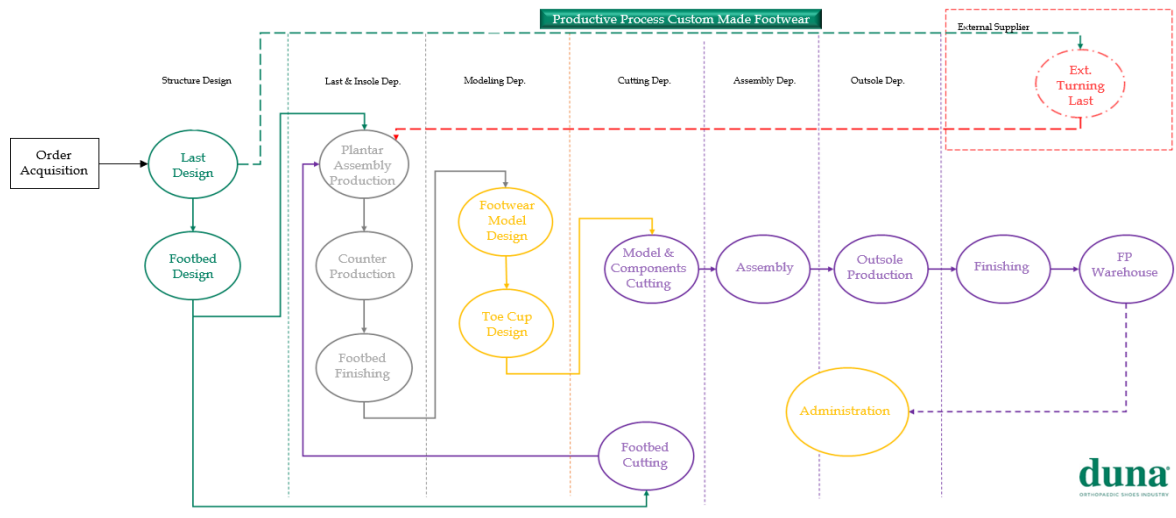 Productive Process Custom Made Footwear
External Supplier
Structure Design
Last & Insole Dep.
Modeling Dep.
Cutting Dep.
Assembly Dep.
Outsole Dep.
Ext.
Turning
Last
Order
Acquisition
Last
Design
Plantar
Assembly
Production
Footwear
Model
Design
Footbed
Design
Counter
Production
Model &
Components
Cutting
Assembly
Outsole
Production
Finishing
FP
Warehouse
Toe Cup
Design
Footbed
Finishing
Administration
Footbed
Cutting
duna®
ORTHOPAEDIC SHOES INDUSTRY